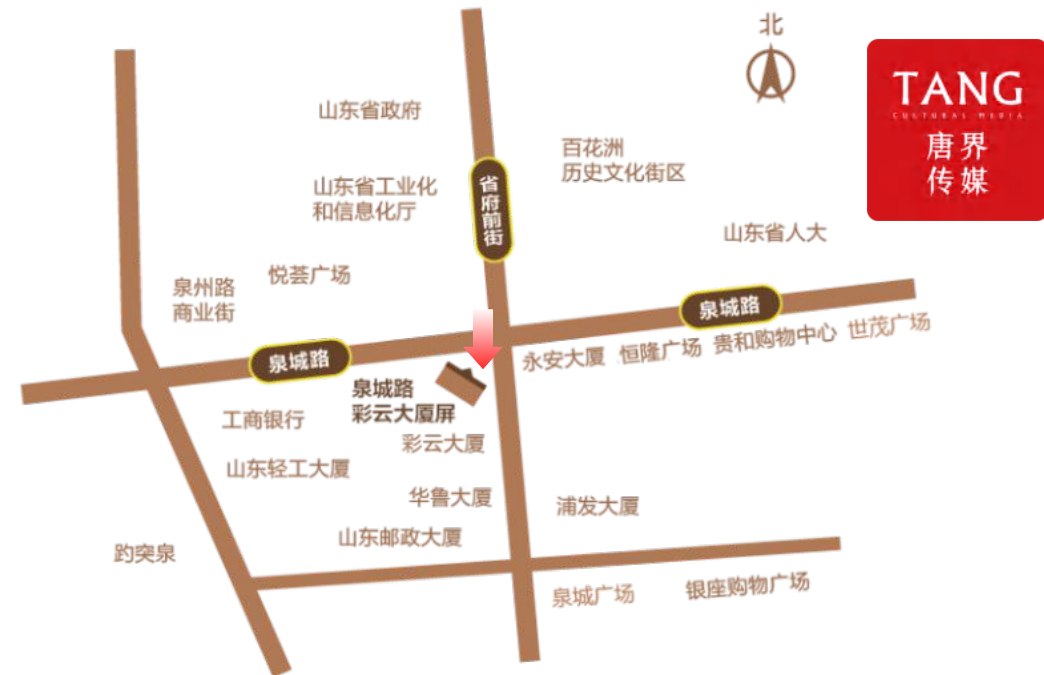 北
TANG
CULTURAL MEDIA
唐界
传媒
山东省政府
百花洲
历史文化街区
山东省工业化
和信息化厅
省府前街
山东省人大
悦荟广场
泉州路
商业街
泉城路
泉城路
永安大厦
恒隆广场
贵和购物中心
世茂广场
泉城路
彩云大厦屏
工商银行
彩云大厦
山东轻工大厦
华鲁大厦
浦发大厦
山东邮政大厦
趵突泉
泉城广场
银座购物广场